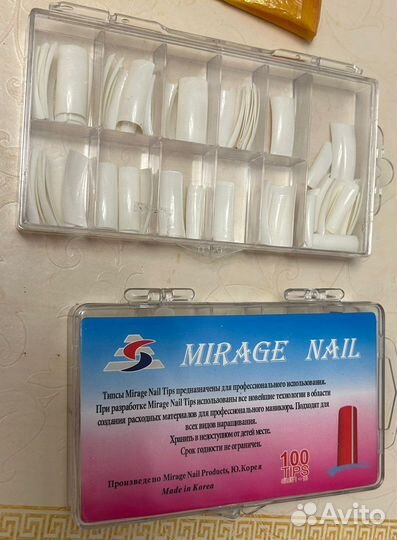 MIRAGE NAIL
Типсы Mirage Nail Tips предназначены для профессионального использования.
При разработке Mirage Nail Tips использованы все новейшие технологии в области
создания расходных материалов для профессионального маникюра. Подходят для
всех видов наращивания.
Хранить в недоступном от детей месте.
Срок годности не ограничен.
Произведено Mirage Nail Products, Ю.Корея
Made in Korea
100
TIPS
Avito